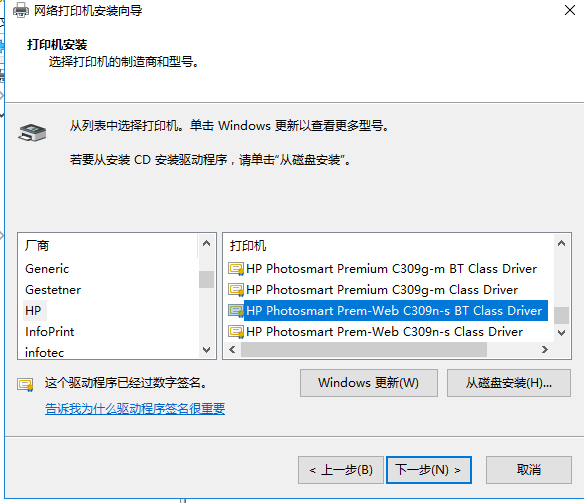 网络打印机安装向导
打印机安装
选择打印机的制造商和型号。
从列表中选择打印机。单击 Windows 更新以查看更多型号。
若要从安装 CD 安装驱动程序，请单击“从磁盘安装”。
厂商
Generic
Gestetner
HP
InfoPrint
infotec
打印机
HP Photosmart Premium C309g-m BT Class Driver
HP Photosmart Premium C309g-m Class Driver
HP Photosmart Prem-Web C309n-s BT Class Driver
HP Photosmart Prem-Web C309n-s Class Driver
这个驱动程序已经过数字签名。
告诉我为什么驱动程序签名很重要
Windows 更新(W)
从磁盘安装(H)...
< 上一步(B)
下一步(N) >
取消